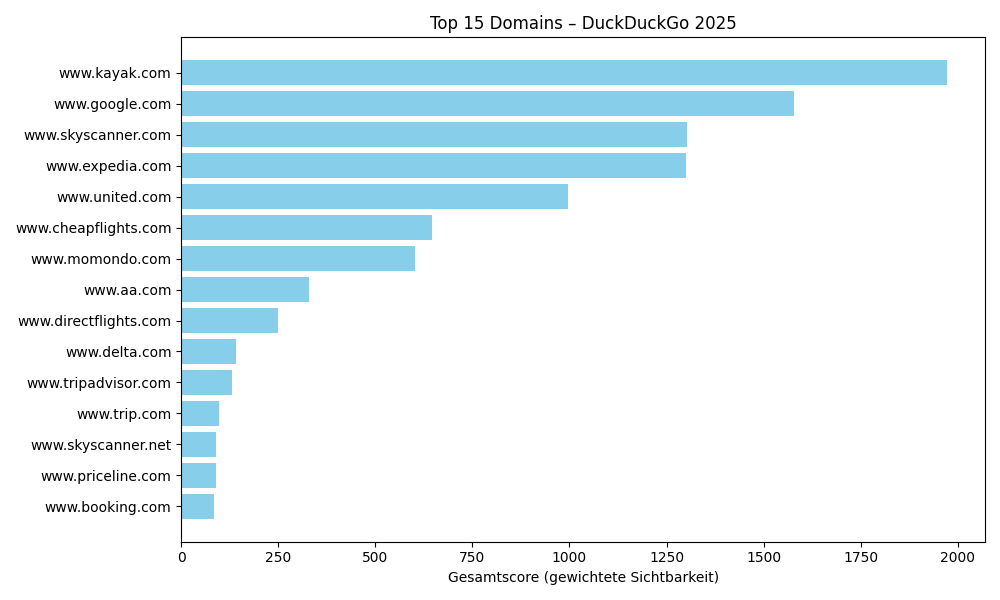 Top 15 Domains – DuckDuckGo 2025
www.kayak.com
www.google.com
www.skyscanner.com
www.expedia.com
www.united.com
www.cheapflights.com
www.momondo.com
www.aa.com
www.directflights.com
www.delta.com
www.tripadvisor.com
www.trip.com
www.skyscanner.net
www.priceline.com
www.booking.com
0 250 500 750 1000 1250 1500 1750 2000
Gesamtscore (gewichtete Sichtbarkeit)